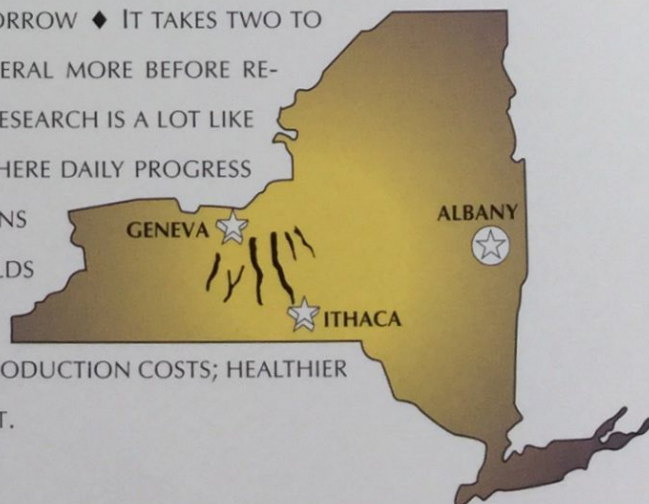 ORROW ♦ IT TAKES TWO TO
ERAL MORE BEFORE RE-
ESEARCH IS A LOT LIKE
HERE DAILY PROGRESS
NS
LDS
GENEVA
ALBANY
ITHACA
ODUCTION COSTS; HEALTHIER
T.